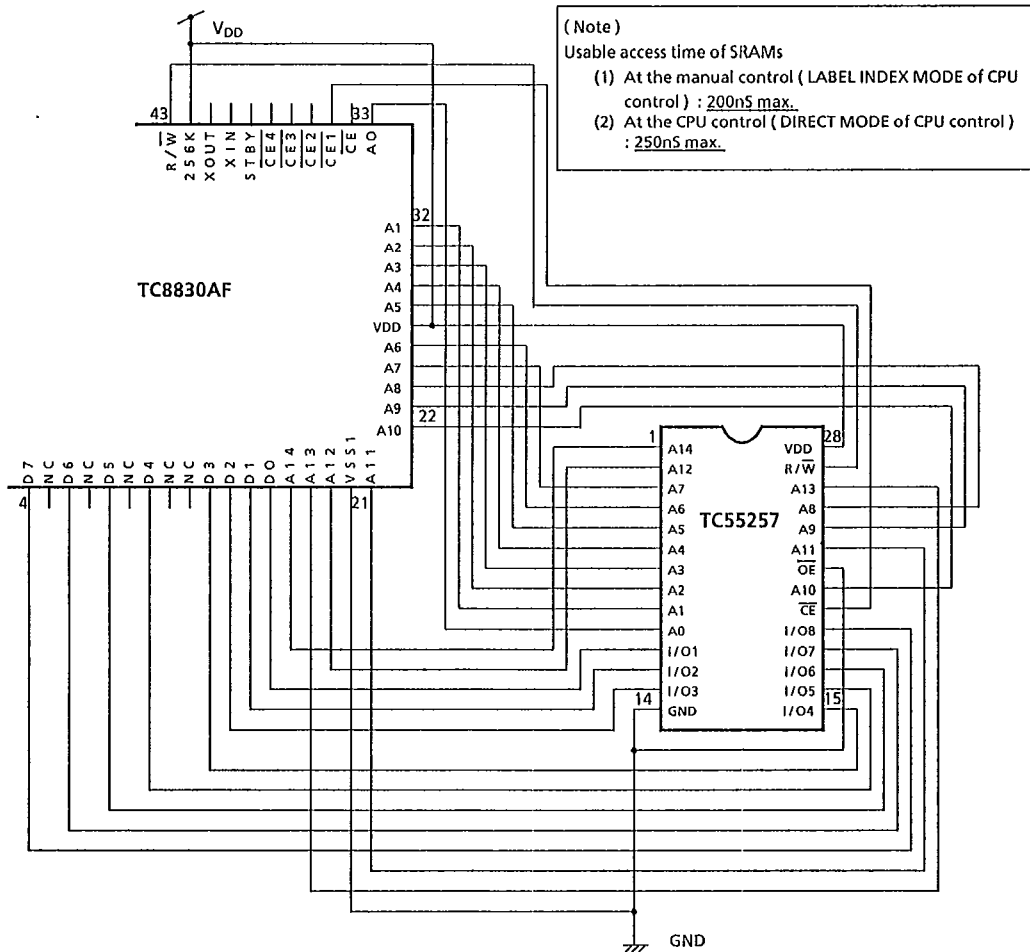 VDD
( Note )
Usable access time of SRAMs
(1) At the manual control ( LABEL INDEX MODE of CPU
control ) : 200nS max.
(2) At the CPU control ( DIRECT MODE of CPU control )
: 250nS max.
43
33
R/W
256K
XOUT
XIN
STBY
CE4
CE3
CE2
CE1
CE
A0
32
A1
A2
A3
A4
A5
VDD
A6
A7
A8
A9
22
A10
TC8830AF
D7
NC
D6
NC
D5
NC
D4
NC
NC
D3
D2
D1
D0
A14
A13
A12
VSS1
A11
4
21
1
28
A14
VDD
A12
R/W
A7
A13
A6
A8
TC55257
A5
A9
A4
A11
A3
OE
A2
A10
A1
CE
A0
I/O8
I/O1
I/O7
I/O2
I/O6
I/O3
I/O5
14
15
GND
I/O4
GND